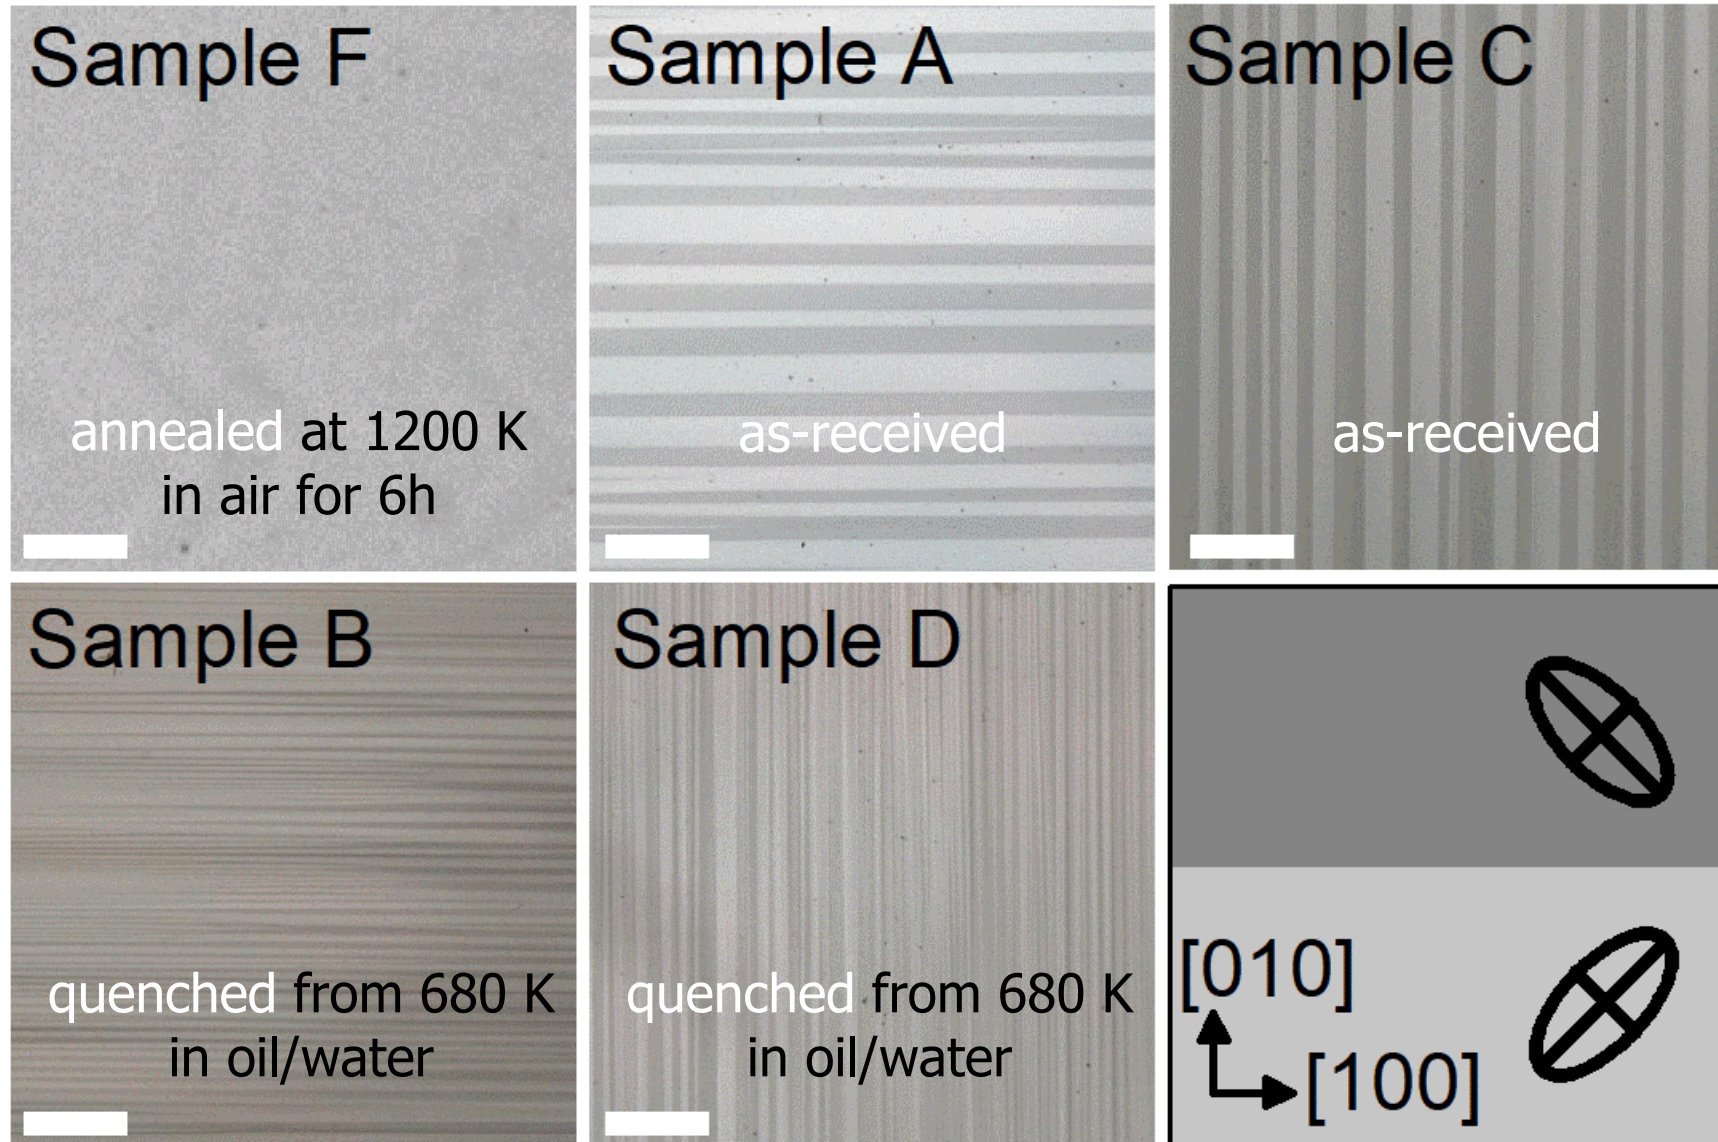 Sample F
annealed at 1200 K
in air for 6h
Sample A
as-received
Sample C
as-received
Sample B
quenched from 680 K
in oil/water
Sample D
quenched from 680 K
in oil/water
[010]
[100]